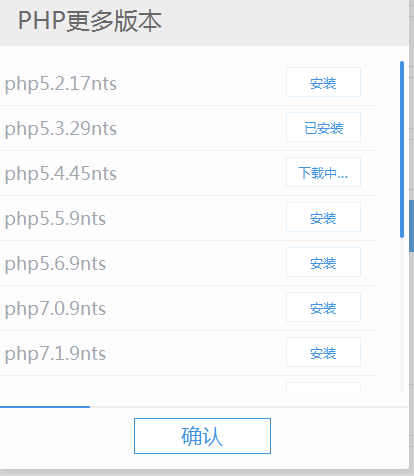 PHP更多版本
php5.2.17nts 安装
php5.3.29nts 已安装
php5.4.45nts 下载中...
php5.5.9nts 安装
php5.6.9nts 安装
php7.0.9nts 安装
php7.1.9nts 安装
确认